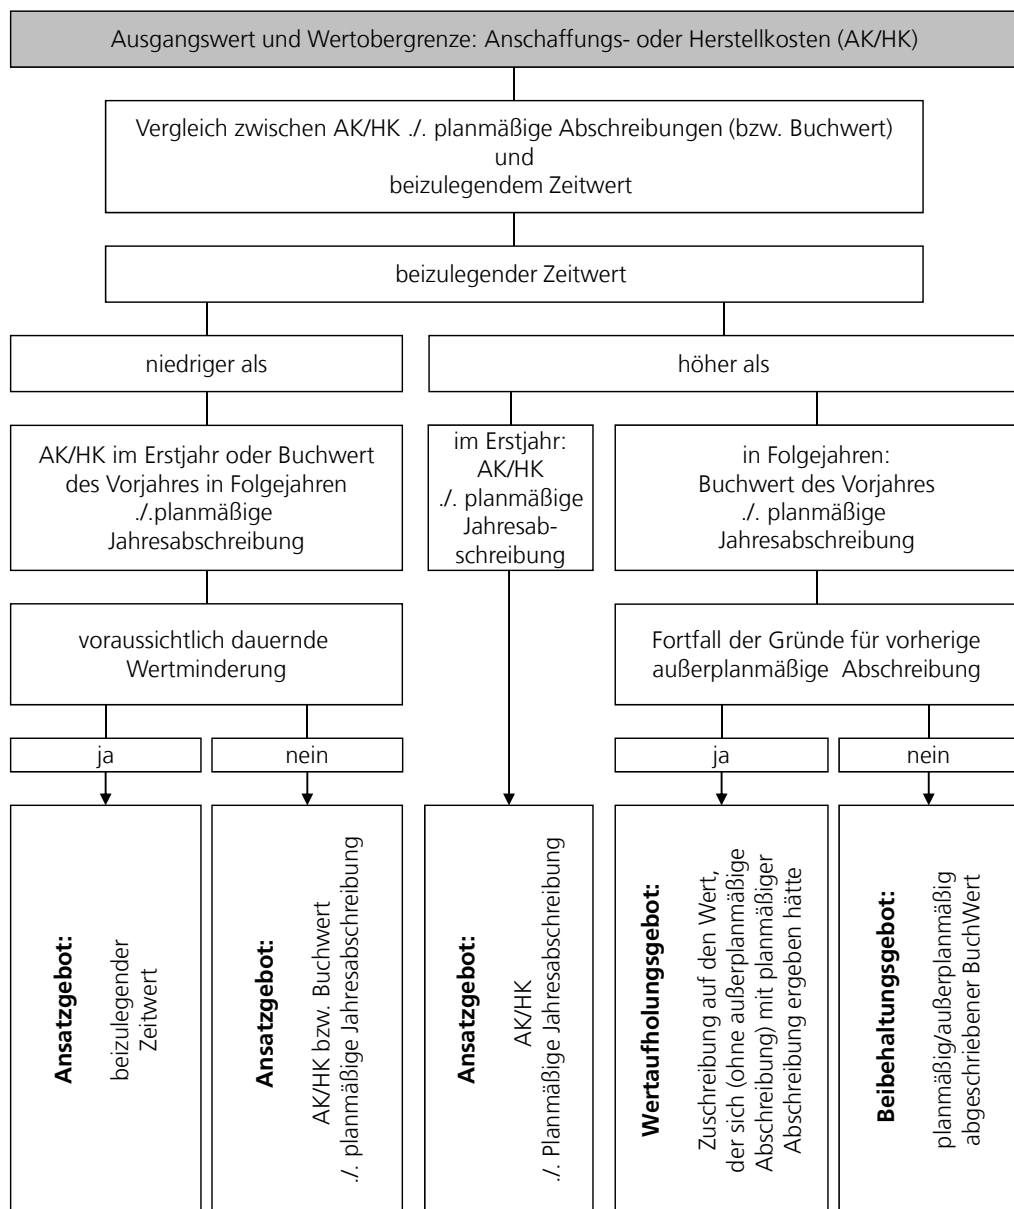 Ausgangswert und Wertobergrenze: Anschaffungs- oder Herstellkosten (AK/HK)
Vergleich zwischen AK/HK ./. planmäßige Abschreibungen (bzw. Buchwert)
und
beizulegendem Zeitwert
beizulegender Zeitwert
niedriger als
höher als
AK/HK im Erstjahr oder Buchwert
des Vorjahres in Folgejahren
./.planmäßige
Jahresabschreibung
im Erstjahr:
AK/HK
./. planmäßige
Jahresab-
schreibung
in Folgejahren:
Buchwert des Vorjahres
./. planmäßige
Jahresabschreibung
voraussichtlich dauernde
Wertminderung
Fortfall der Gründe für vorherige
außerplanmäßige Abschreibung
ja
nein
ja
nein
Ansatzgebot:
beizulegender
Zeitwert
Ansatzgebot:
AK/HK bzw. Buchwert
./. planmäßige Jahresabschreibung
Ansatzgebot:
AK/HK
./. Planmäßige Jahresabschreibung
Wertaufholungsgebot:
Zuschreibung auf den Wert,
der sich (ohne außerplanmäßige
Abschreibung) mit planmäßiger
Abschreibung ergeben hätte
Beibehaltungsgebot:
planmäßig/außerplanmäßig
abgeschriebener BuchWert